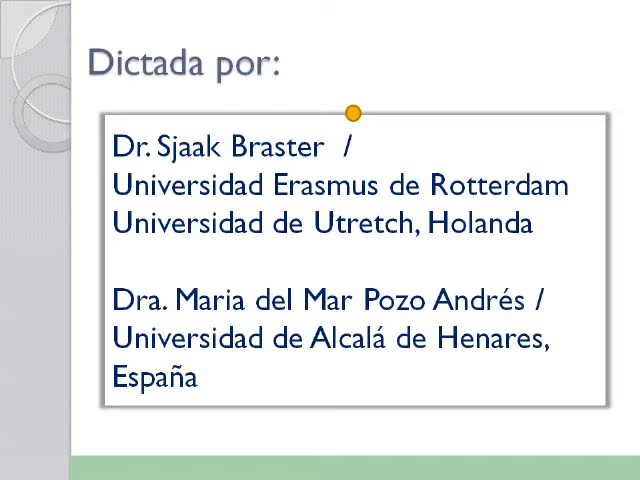 Dictada por:
Dr. Sjaak Braster /
Universidad Erasmus de Rotterdam
Universidad de Utretch, Holanda
Dra. Maria del Mar Pozo Andrés /
Universidad de Alcalá de Henares,
España